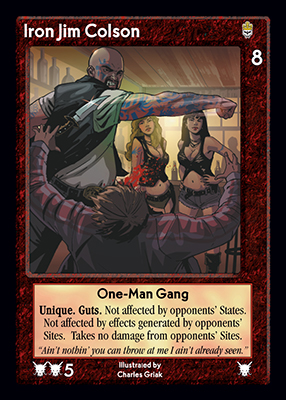 Iron Jim Colson
8
One-Man Gang
Unique. Guts. Not affected by opponents' States.
Not affected by effects generated by opponents'
Sites. Takes no damage from opponents' Sites.
"Ain't nothin' you can throw at me I ain't already seen."
5
Illustrated by
Charles Griak